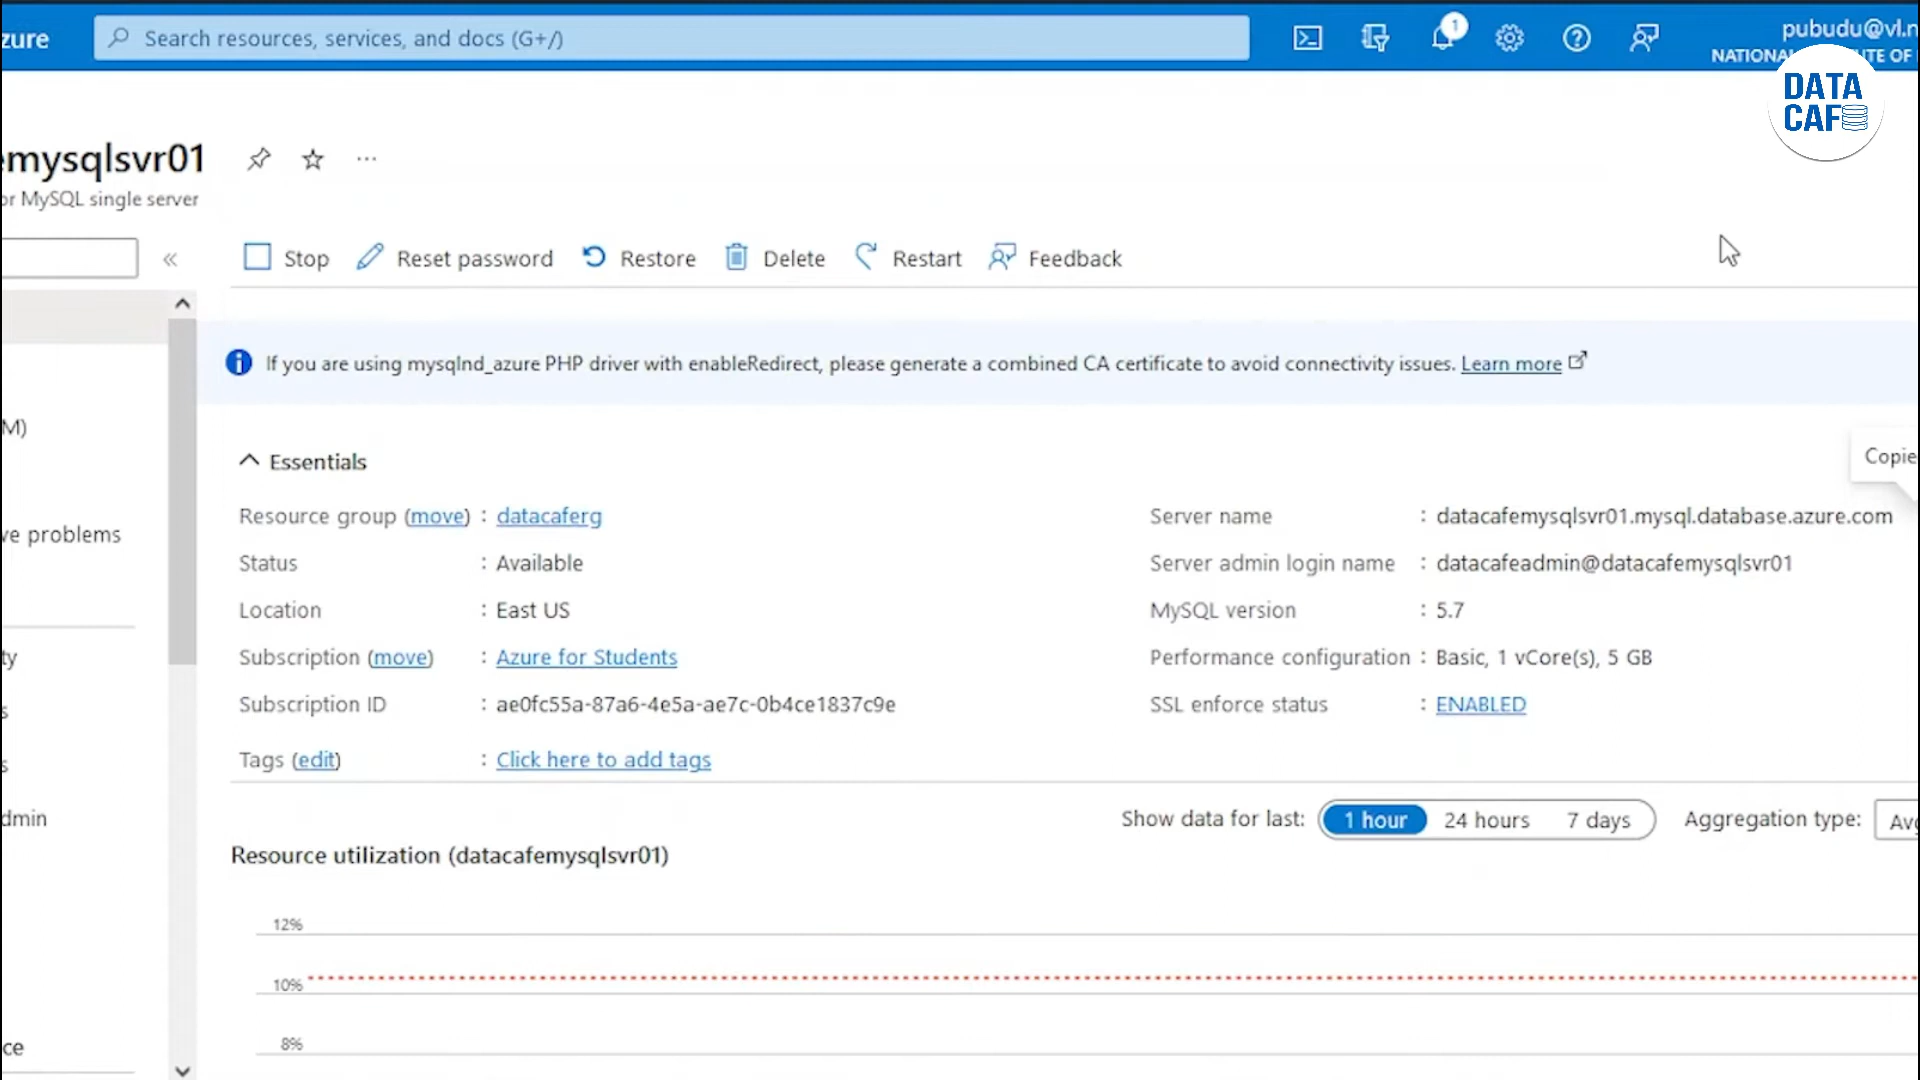 zure
Search resources, services, and docs (G+/)
1
pubudu@vl.n
NATIONAL
TE OF
DATA
CAF
emysqlsvr01
or MySQL single server
Stop
Reset password
Restore
Delete
Restart
Feedback
If you are using mysqlnd_azure PHP driver with enableRedirect, please generate a combined CA certificate to avoid connectivity issues. Learn more
M)
ve problems
ty
s
s
dmin
ce
Essentials
Copie
Resource group (move) : datacaferg
Status : Available
Location : East US
Subscription (move) : Azure for Students
Subscription ID : ae0fc55a-87a6-4e5a-ae7c-0b4ce1837c9e
Tags (edit) : Click here to add tags
Server name : datacafemysqlsvr01.mysql.database.azure.com
Server admin login name : datacafeadmin@datacafemysqlsvr01
MySQL version : 5.7
Performance configuration : Basic, 1 vCore(s), 5 GB
SSL enforce status : ENABLED
Show data for last: 1 hour 24 hours 7 days Aggregation type: Avg
Resource utilization (datacafemysqlsvr01)
12%
10%
8%